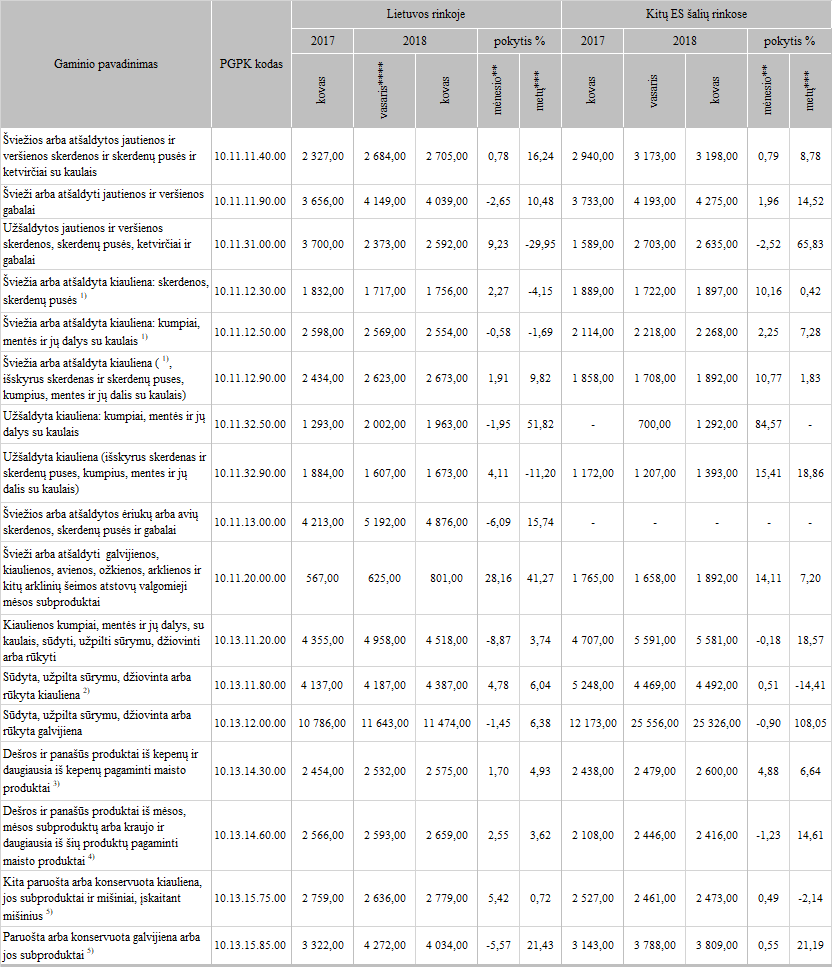 Gaminio pavadinimas PGPK kodas Lietuvos rinkoje Kitų ES šalių rinkose
2017 2018 pokytis % 2017 2018 pokytis %
kovas vasaris**** kovas mėnesio** metų*** kovas vasaris kovas mėnesio** metų***
Šviežios arba atšaldytos jautienos ir
veršienos skerdenos ir skerdenų pusės ir
ketvirčiai su kaulais
10.11.11.40.00 2 327,00 2 684,00 2 705,00 0,78 16,24 2 940,00 3 173,00 3 198,00 0,79 8,78
Švieži arba atšaldyti jautienos ir veršienos
gabalai
10.11.11.90.00 3 656,00 4 149,00 4 039,00 -2,65 10,48 3 733,00 4 193,00 4 275,00 1,96 14,52
Užšaldytos jautienos ir veršienos
skerdenos, skerdenų pusės, ketvirčiai ir
gabalai
10.11.31.00.00 3 700,00 2 373,00 2 592,00 9,23 -29,95 1 589,00 2 703,00 2 635,00 -2,52 65,83
Šviežia arba atšaldyta kiauliena: skerdenos,
skerdenų pusės 1)
10.11.12.30.00 1 832,00 1 717,00 1 756,00 2,27 -4,15 1 889,00 1 722,00 1 897,00 10,16 0,42
Šviežia arba atšaldyta kiauliena: kumpiai,
mentės ir jų dalys su kaulais 1)
10.11.12.50.00 2 598,00 2 569,00 2 554,00 -0,58 -1,69 2 114,00 2 218,00 2 268,00 2,25 7,28
Šviežia arba atšaldyta kiauliena ( 1),
išskyrus skerdenas ir skerdenų puses,
kumpius, mentes ir jų dalis su kaulais)
10.11.12.90.00 2 434,00 2 623,00 2 673,00 1,91 9,82 1 858,00 1 708,00 1 892,00 10,77 1,83
Užšaldyta kiauliena: kumpiai, mentės ir jų
dalys su kaulais
10.11.32.50.00 1 293,00 2 002,00 1 963,00 -1,95 51,82 - 700,00 1 292,00 84,57 -
Užšaldyta kiauliena (išskyrus skerdenas ir
skerdenų puses, kumpius, mentes ir jų
dalis su kaulais)
10.11.32.90.00 1 884,00 1 607,00 1 673,00 4,11 -11,20 1 172,00 1 207,00 1 393,00 15,41 18,86
Šviežios arba atšaldytos ėriukų arba avių
skerdenos, skerdenų pusės ir gabalai
10.11.13.00.00 4 213,00 5 192,00 4 876,00 -6,09 15,74 - - - - -
Švieži arba atšaldyti galvijienos,
kiaulienos, avienos, ožkienos, arklienos ir
kitų arklinių šeimos atstovų valgomieji
mėsos subproduktai
10.11.20.00.00 567,00 625,00 801,00 28,16 41,27 1 765,00 1 658,00 1 892,00 14,11 7,20
Kiaulienos kumpiai, mentės ir jų dalys, su
kaulais, sūdyti, užpilti sūrymu, džiovinti
arba rūkyti
10.13.11.20.00 4 355,00 4 958,00 4 518,00 -8,87 3,74 4 707,00 5 591,00 5 581,00 -0,18 18,57
Sūdyta, užpilta sūrymu, džiovinta arba
rūkyta kiauliena 2)
10.13.11.80.00 4 137,00 4 187,00 4 387,00 4,78 6,04 5 248,00 4 469,00 4 492,00 0,51 -14,41
Sūdyta, užpilta sūrymu, džiovinta arba
rūkyta galvijiena
10.13.12.00.00 10 786,00 11 643,00 11 474,00 -1,45 6,38 12 173,00 25 556,00 25 326,00 -0,90 108,05
Dešros ir panašūs produktai iš kepenų ir
daugiausia iš kepenų pagaminti maisto
produktai 3)
10.13.14.30.00 2 454,00 2 532,00 2 575,00 1,70 4,93 2 438,00 2 479,00 2 600,00 4,88 6,64
Dešros ir panašūs produktai iš mėsos,
mėsos subproduktų arba kraujo ir
daugiausia iš šių produktų pagaminti
maisto produktai 4)
10.13.14.60.00 2 566,00 2 593,00 2 659,00 2,55 3,62 2 108,00 2 446,00 2 416,00 -1,23 14,61
Kita paruošta arba konservuota kiauliena,
jos subproduktai ir mišiniai, įskaitant
mišinius 5)
10.13.15.75.00 2 759,00 2 636,00 2 779,00 5,42 0,72 2 527,00 2 461,00 2 473,00 0,49 -2,14
Paruošta arba konservuota galvijiena arba
jos subproduktai 5)
10.13.15.85.00 3 322,00 4 272,00 4 034,00 -5,57 21,43 3 143,00 3 788,00 3 809,00 0,55 21,19